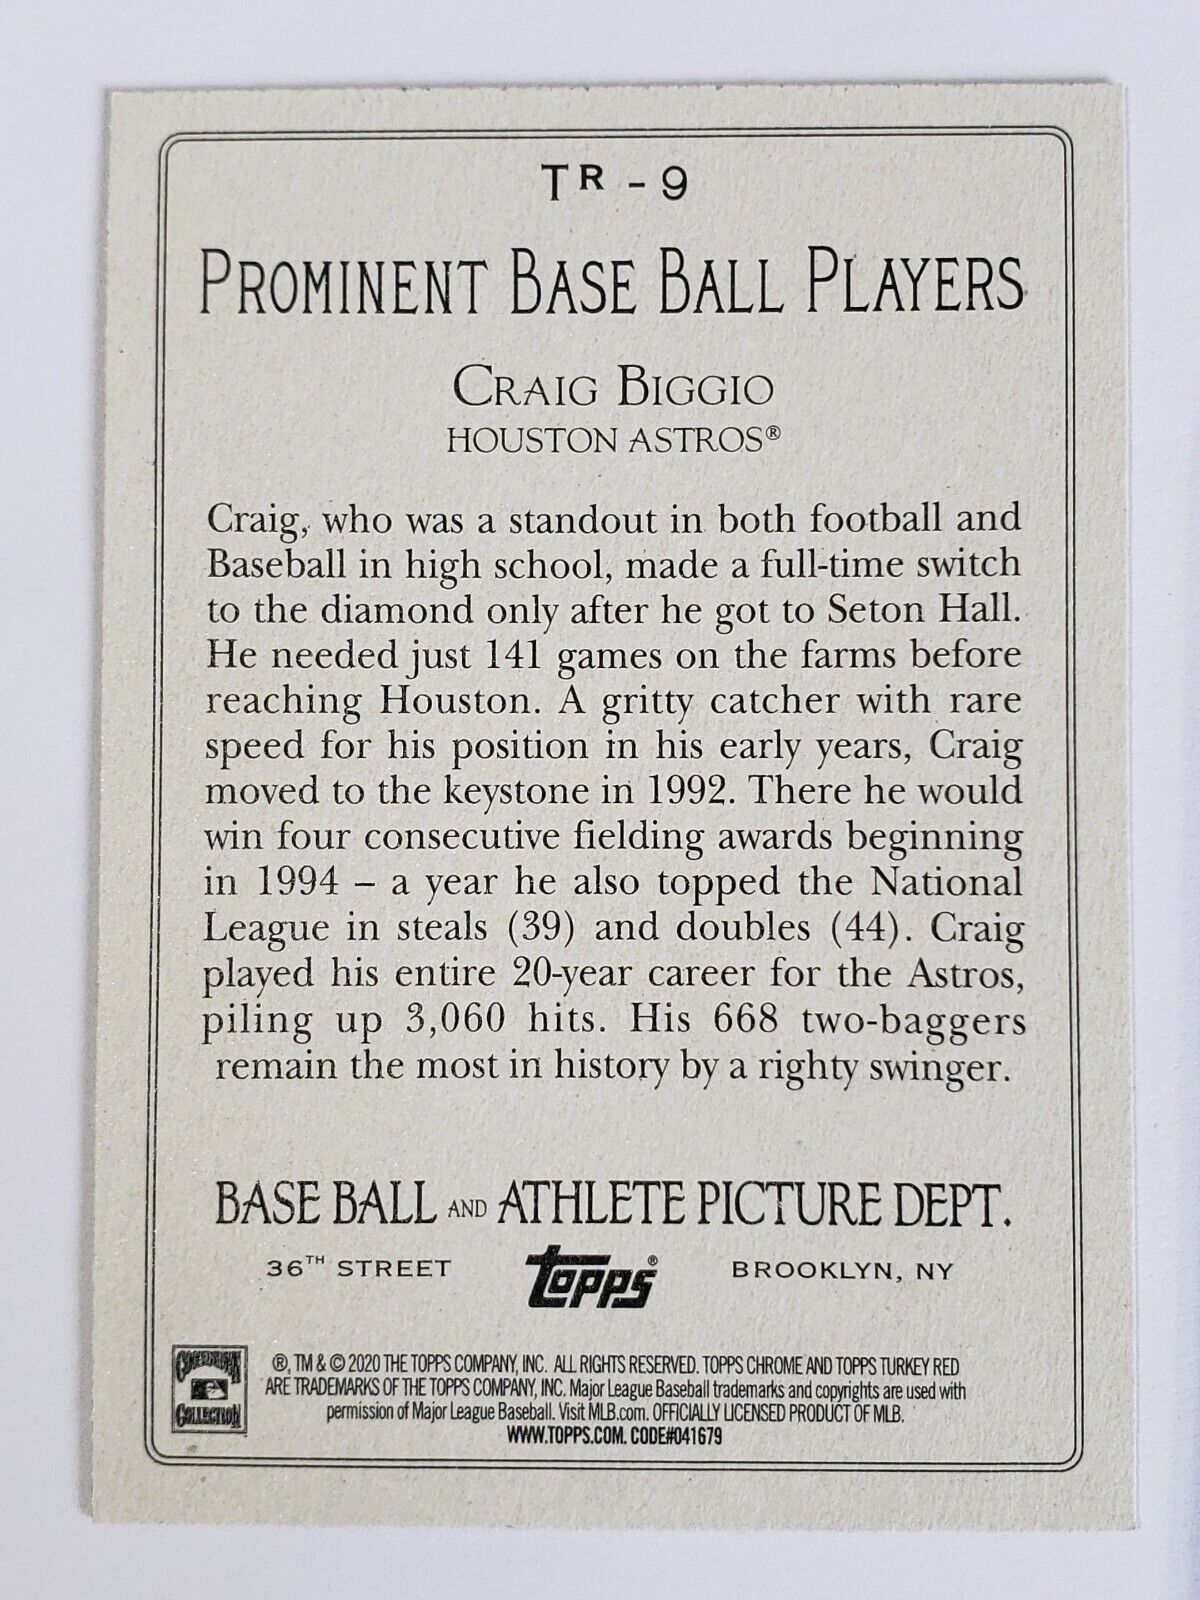 TR - 9
PROMINENT BASE BALL PLAYERS
CRAIG BIGGIO
HOUSTON ASTROS®
Craig, who was a standout in both football and
Baseball in high school, made a full-time switch
to the diamond only after he got to Seton Hall.
He needed just 141 games on the farms before
reaching Houston. A gritty catcher with rare
speed for his position in his early years, Craig
moved to the keystone in 1992. There he would
win four consecutive fielding awards beginning
in 1994 – a year he also topped the National
League in steals (39) and doubles (44). Craig
played his entire 20-year career for the Astros,
piling up 3,060 hits. His 668 two-baggers
remain the most in history by a righty swinger.
BASE BALL AND ATHLETE PICTURE DEPT.
36TH STREET topps® BROOKLYN, NY
COOPERSTOWN
COLLECTION
®, TM & © 2020 THE TOPPS COMPANY, INC. ALL RIGHTS RESERVED. TOPPS CHROME AND TOPPS TURKEY RED
ARE TRADEMARKS OF THE TOPPS COMPANY, INC. Major League Baseball trademarks and copyrights are used with
permission of Major League Baseball. Visit MLB.com. OFFICIALLY LICENSED PRODUCT OF MLB.
WWW.TOPPS.COM. CODE#041679